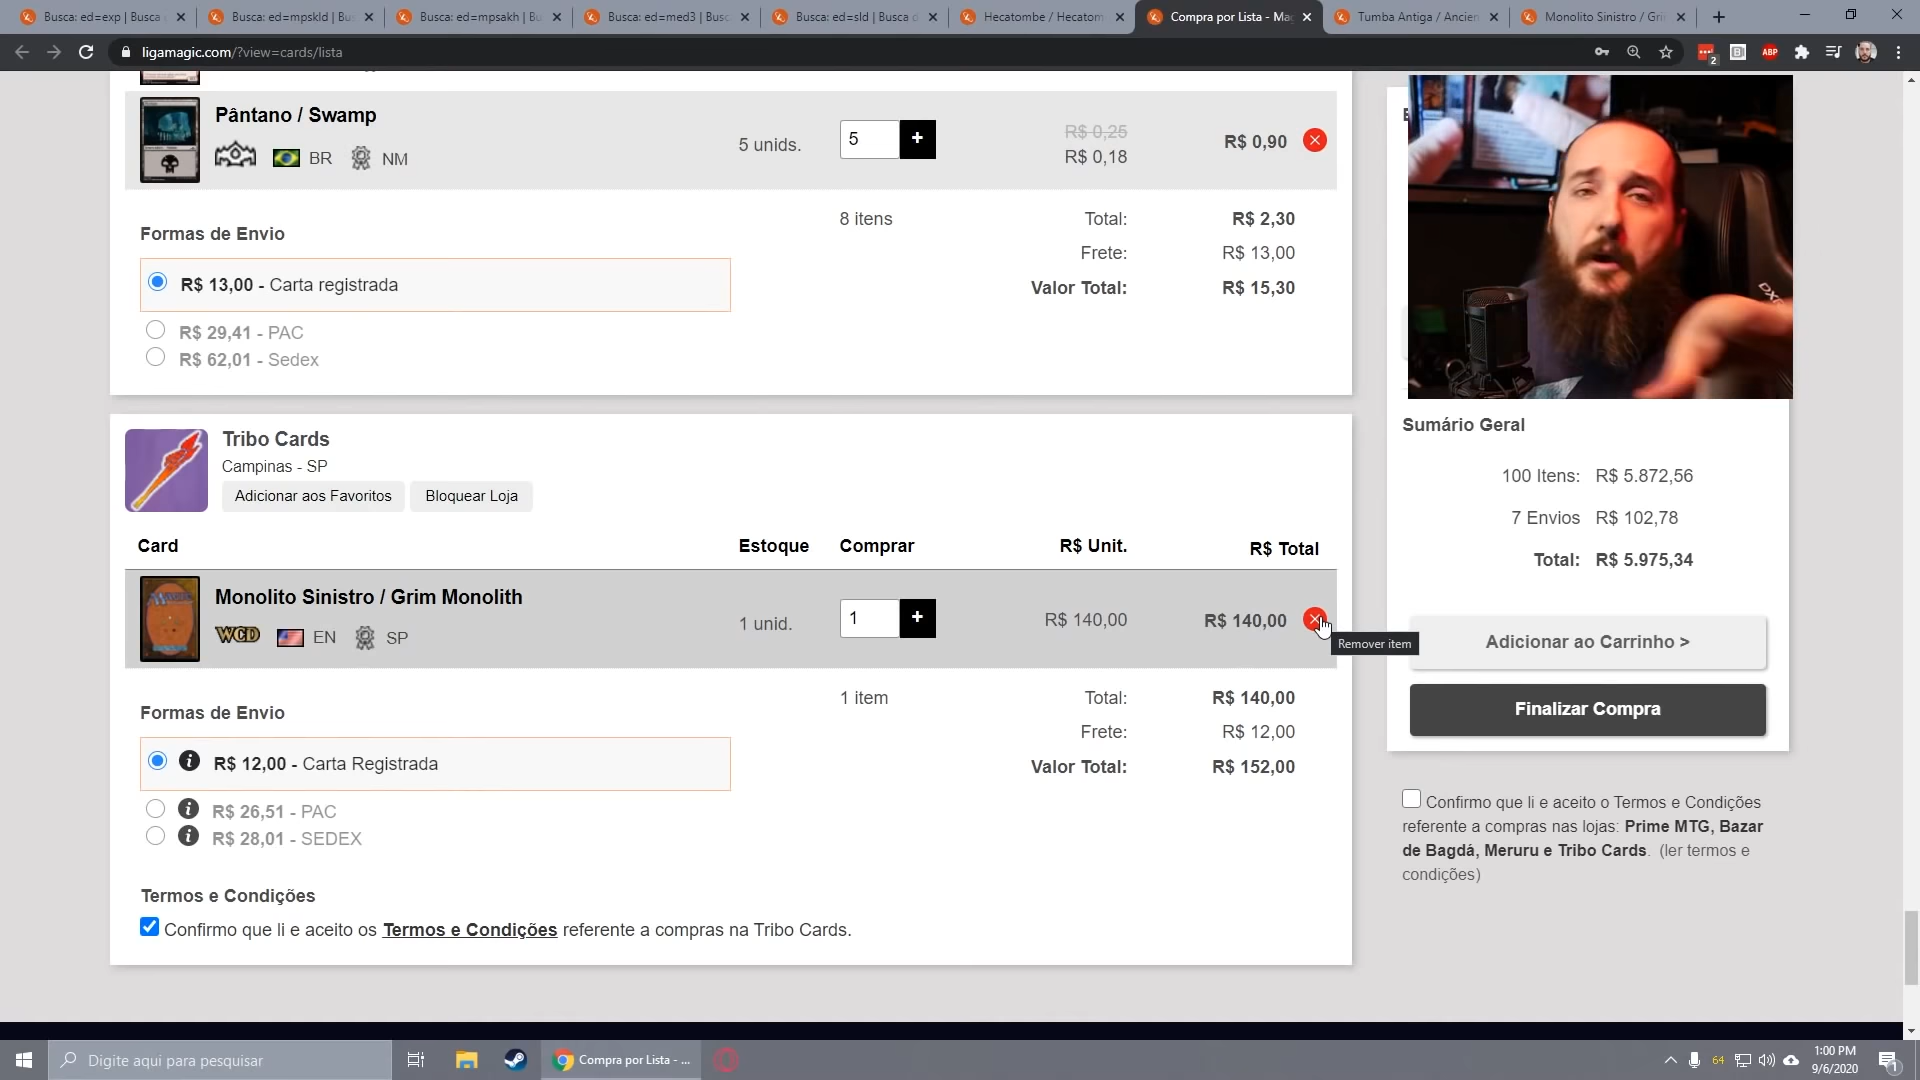 Busca: ed=exp | Busca
Busca: ed=mpskld | Bu
Busca: ed=mpsakh | Bu
Busca: ed=med3 | Busc
Busca: ed=sld | Busca d
Hecatombe / Hecatom
Compra por Lista - Ma
Tumba Antiga / Ancien
Monolito Sinistro / Gri
ligamagic.com/?view=cards/lista
2
ABP
Pântano / Swamp
BR
NM
5 unids.
5
+
R$ 0,25
R$ 0,18
R$ 0,90
8 itens
Total:
R$ 2,30
Formas de Envio
Frete:
R$ 13,00
R$ 13,00 - Carta registrada
Valor Total:
R$ 15,30
R$ 29,41 - PAC
R$ 62,01 - Sedex
Tribo Cards
Campinas - SP
Adicionar aos Favoritos
Bloquear Loja
Card
Estoque
Comprar
R$ Unit.
R$ Total
Monolito Sinistro / Grim Monolith
WCD
EN
SP
1 unid.
1
+
R$ 140,00
R$ 140,00
Remover item
1 item
Total:
R$ 140,00
Formas de Envio
Frete:
R$ 12,00
R$ 12,00 - Carta Registrada
Valor Total:
R$ 152,00
R$ 26,51 - PAC
R$ 28,01 - SEDEX
Termos e Condições
Confirmo que li e aceito os Termos e Condições referente a compras na Tribo Cards.
Sumário Geral
100 Itens: R$ 5.872,56
7 Envios R$ 102,78
Total: R$ 5.975,34
Adicionar ao Carrinho >
Finalizar Compra
Confirmo que li e aceito o Termos e Condições
referente a compras nas lojas: Prime MTG, Bazar
de Bagdá, Meruru e Tribo Cards. (ler termos e
condições)
Digite aqui para pesquisar
Compra por Lista - ...
64
1:00 PM
9/6/2020
1